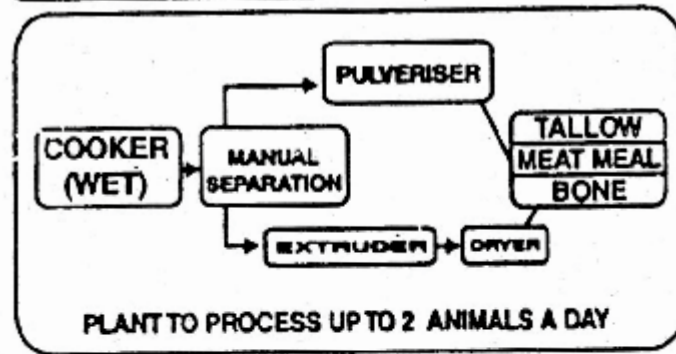 PULVERISER
COOKER
(WET)
MANUAL
SEPARATION
TALLOW
MEAT MEAL
BONE
EXTRUDER
DRYER
PLANT TO PROCESS UP TO 2 ANIMALS A DAY